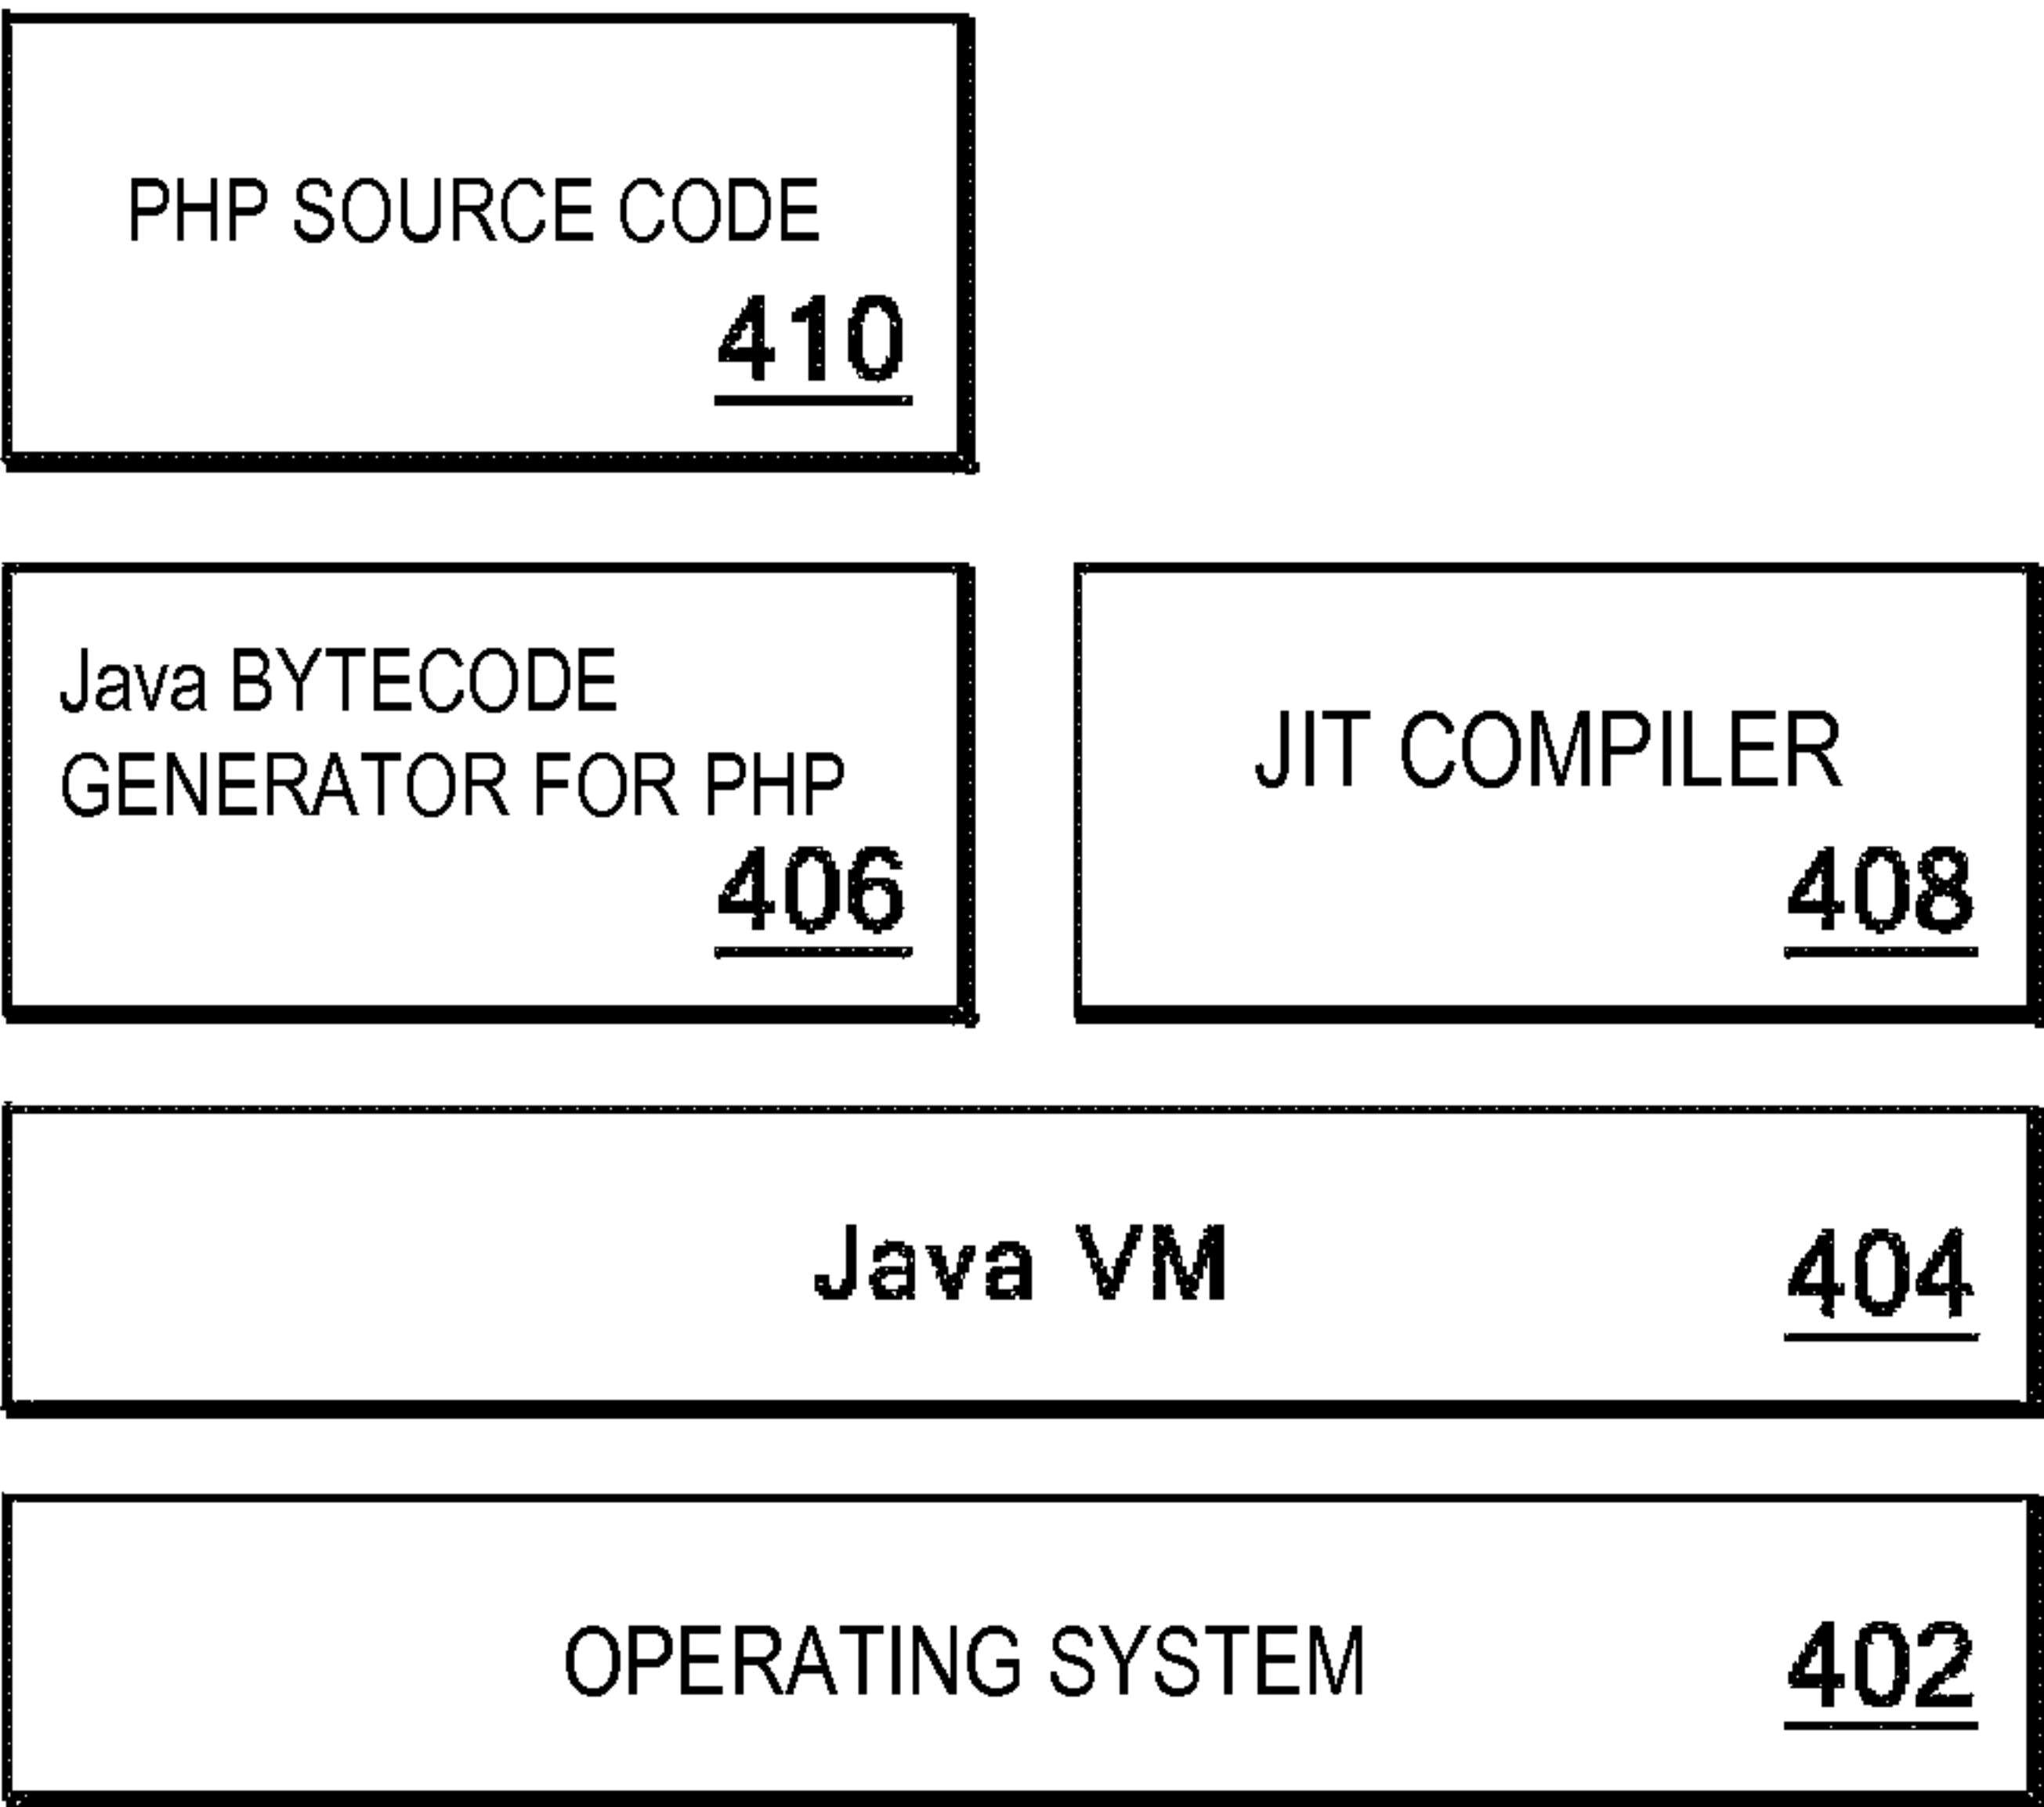 PHP SOURCE CODE
410
Java BYTECODE
GENERATOR FOR PHP
406
JIT COMPILER
408
Java VM
404
OPERATING SYSTEM
402